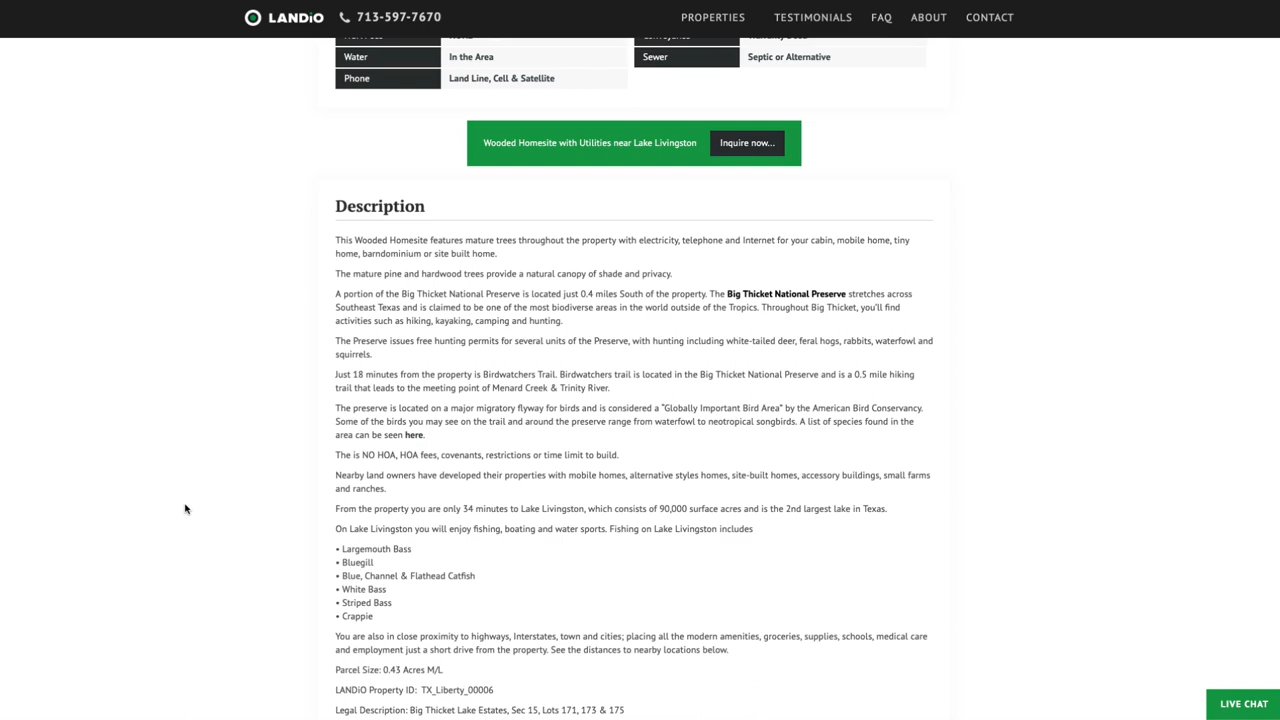 LANDiO 713-597-7670 PROPERTIES TESTIMONIALS FAQ ABOUT CONTACT
Water In the Area Sewer Septic or Alternative
Phone Land Line, Cell & Satellite
Wooded Homesite with Utilities near Lake Livingston Inquire now...
Description
This Wooded Homesite features mature trees throughout the property with electricity, telephone and Internet for your cabin, mobile home, tiny
home, barndominium or site built home.
The mature pine and hardwood trees provide a natural canopy of shade and privacy.
A portion of the Big Thicket National Preserve is located just 0.4 miles South of the property. The Big Thicket National Preserve stretches across
Southeast Texas and is claimed to be one of the most biodiverse areas in the world outside of the Tropics. Throughout Big Thicket, you'll find
activities such as hiking, kayaking, camping and hunting.
The Preserve issues free hunting permits for several units of the Preserve, with hunting including white-tailed deer, feral hogs, rabbits, waterfowl and
squirrels.
Just 18 minutes from the property is Birdwatchers Trail. Birdwatchers trail is located in the Big Thicket National Preserve and is a 0.5 mile hiking
trail that leads to the meeting point of Menard Creek & Trinity River.
The preserve is located on a major migratory flyway for birds and is considered a "Globally Important Bird Area" by the American Bird Conservancy.
Some of the birds you may see on the trail and around the preserve range from waterfowl to neotropical songbirds. A list of species found in the
area can be seen here.
The is NO HOA, HOA fees, covenants, restrictions or time limit to build.
Nearby land owners have developed their properties with mobile homes, alternative styles homes, site-built homes, accessory buildings, small farms
and ranches.
From the property you are only 34 minutes to Lake Livingston, which consists of 90,000 surface acres and is the 2nd largest lake in Texas.
On Lake Livingston you will enjoy fishing, boating and water sports. Fishing on Lake Livingston includes
• Largemouth Bass
• Bluegill
• Blue, Channel & Flathead Catfish
• White Bass
• Striped Bass
• Crappie
You are also in close proximity to highways, Interstates, town and cities; placing all the modern amenities, groceries, supplies, schools, medical care
and employment just a short drive from the property. See the distances to nearby locations below.
Parcel Size: 0.43 Acres M/L
LANDiO Property ID: TX_Liberty_00006
LIVE CHAT
Legal Description: Big Thicket Lake Estates, Sec 15, Lots 171, 173 & 175